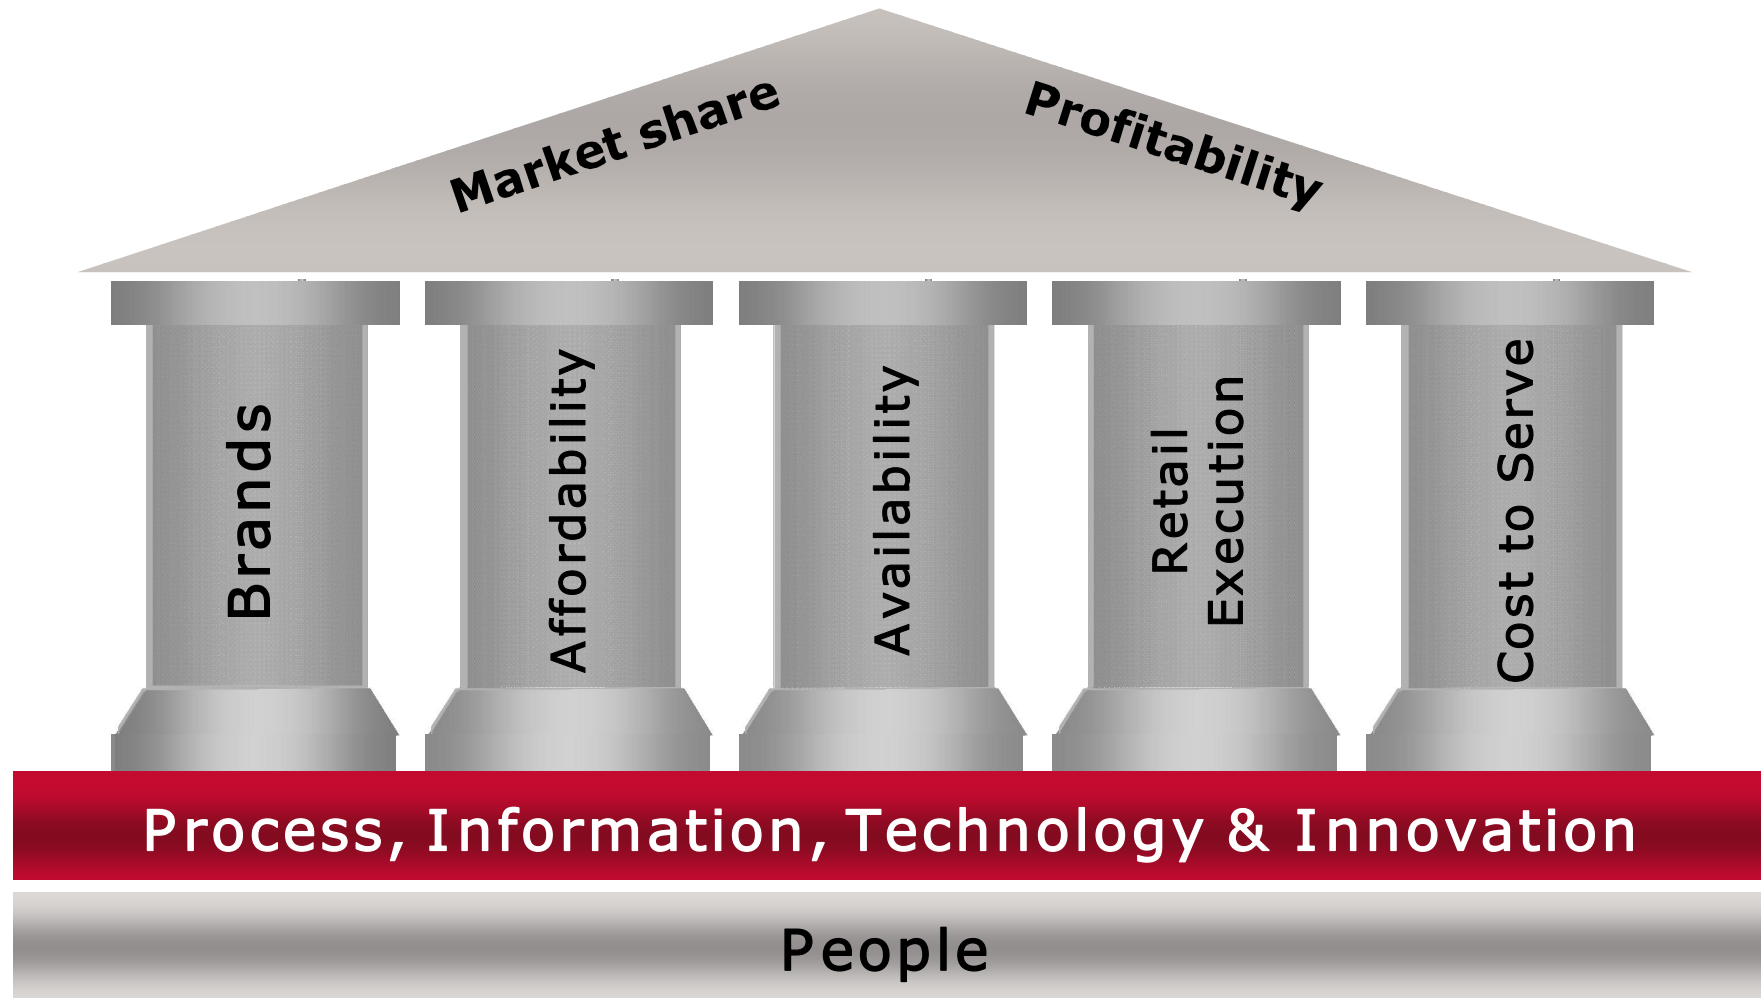 Market share
Profitability
Brands
Affordability
Availability
Retail
Execution
Cost to Serve
Process, Information, Technology & Innovation
People